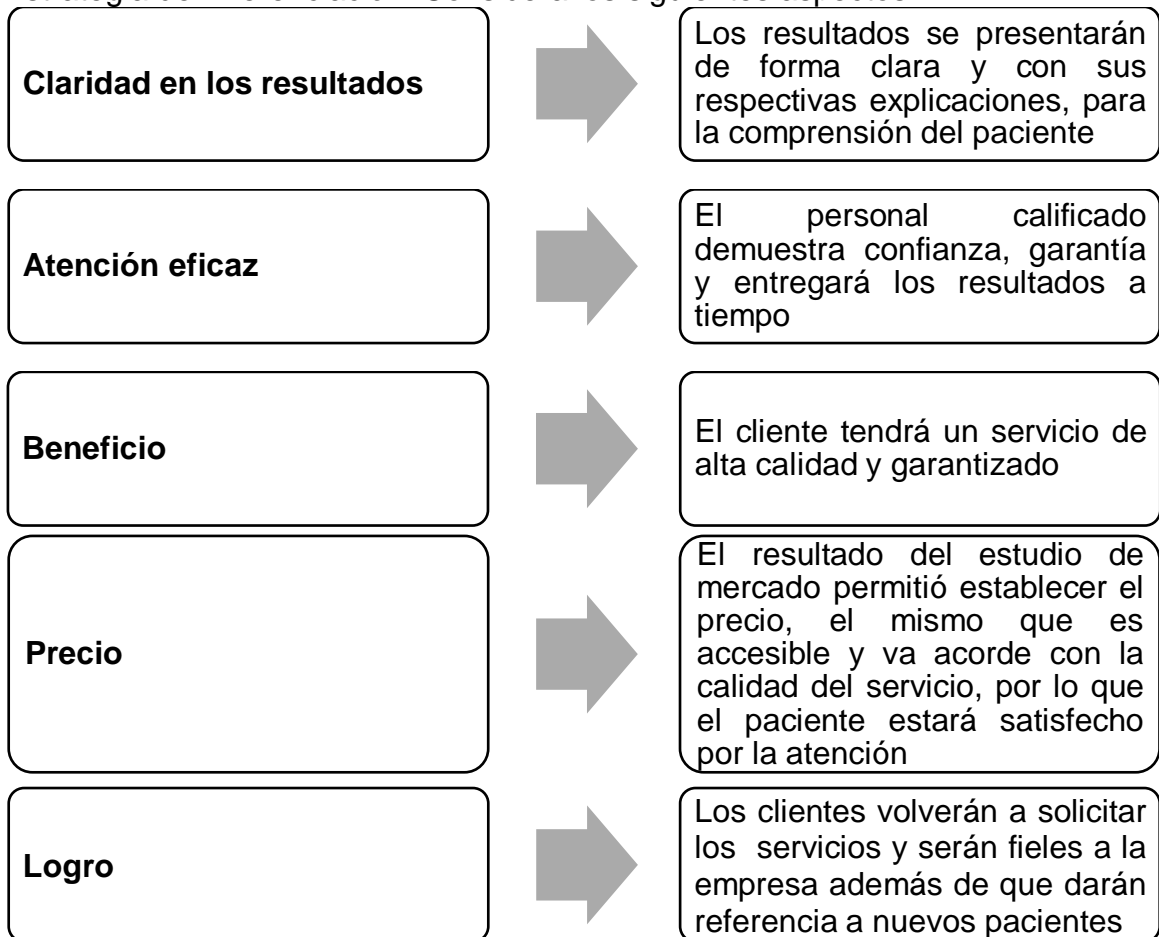 Claridad en los resultados
Los resultados se presentarán
de forma clara y con sus
respectivas explicaciones, para
la comprensión del paciente
Atención eficaz
El personal calificado
demuestra confianza, garantía
y entregará los resultados a
tiempo
Beneficio
El cliente tendrá un servicio de
alta calidad y garantizado
Precio
El resultado del estudio de
mercado permitió establecer el
precio, el mismo que es
accesible y va acorde con la
calidad del servicio, por lo que
el paciente estará satisfecho
por la atención
Logro
Los clientes volverán a solicitar
los servicios y serán fieles a la
empresa además de que darán
referencia a nuevos pacientes